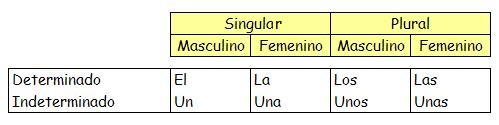 Singular Plural
Masculino Femenino Masculino Femenino
Determinado El La Los Las
Indeterminado Un Una Unos Unas